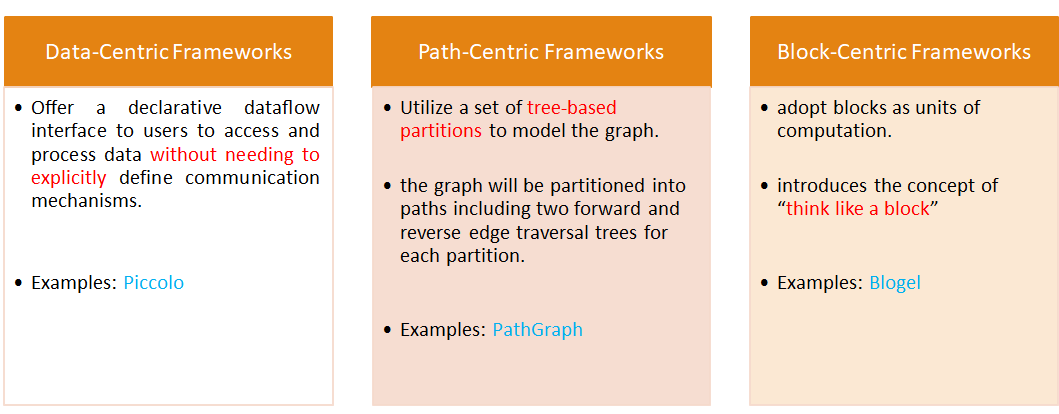 Data-Centric Frameworks
• Offer a declarative dataflow
interface to users to access and
process data without needing to
explicitly define communication
mechanisms.
• Examples: Piccolo
Path-Centric Frameworks
• Utilize a set of tree-based
partitions to model the graph.
• the graph will be partitioned into
paths including two forward and
reverse edge traversal trees for
each partition.
• Examples: PathGraph
Block-Centric Frameworks
• adopt blocks as units of
computation.
• introduces the concept of
“think like a block”
• Examples: Blogel